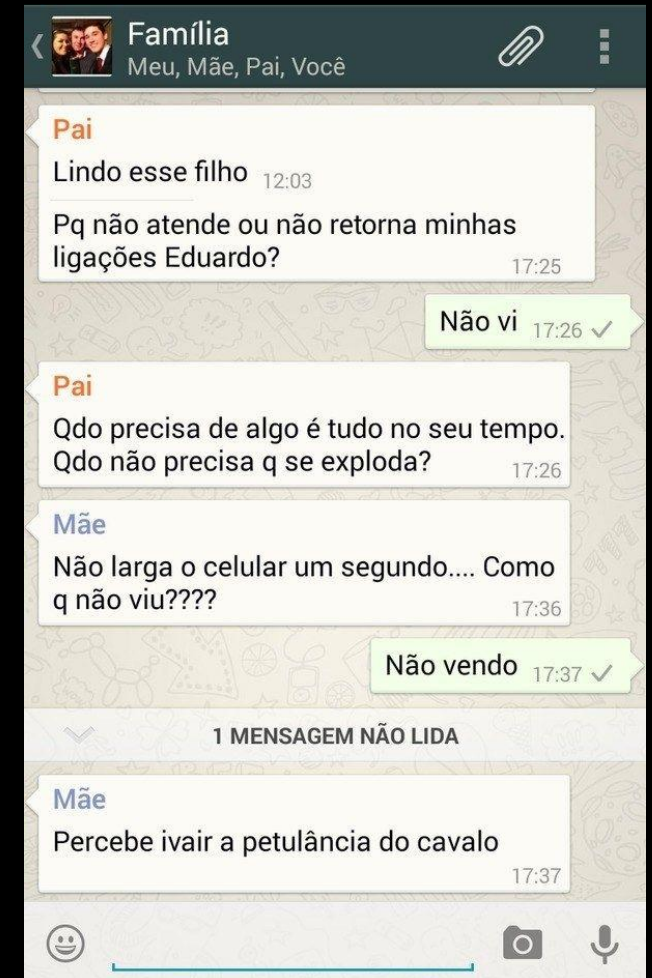 Família
Meu, Mãe, Pai, Você
Pai
Lindo esse filho 12:03
Pq não atende ou não retorna minhas
ligações Eduardo? 17:25
Não vi 17:26
Pai
Qdo precisa de algo é tudo no seu tempo.
Qdo não precisa q se exploda? 17:26
Mãe
Não larga o celular um segundo.... Como
q não viu???? 17:36
Não vendo 17:37
1 MENSAGEM NÃO LIDA
Mãe
Percebe ivair a petulância do cavalo
17:37